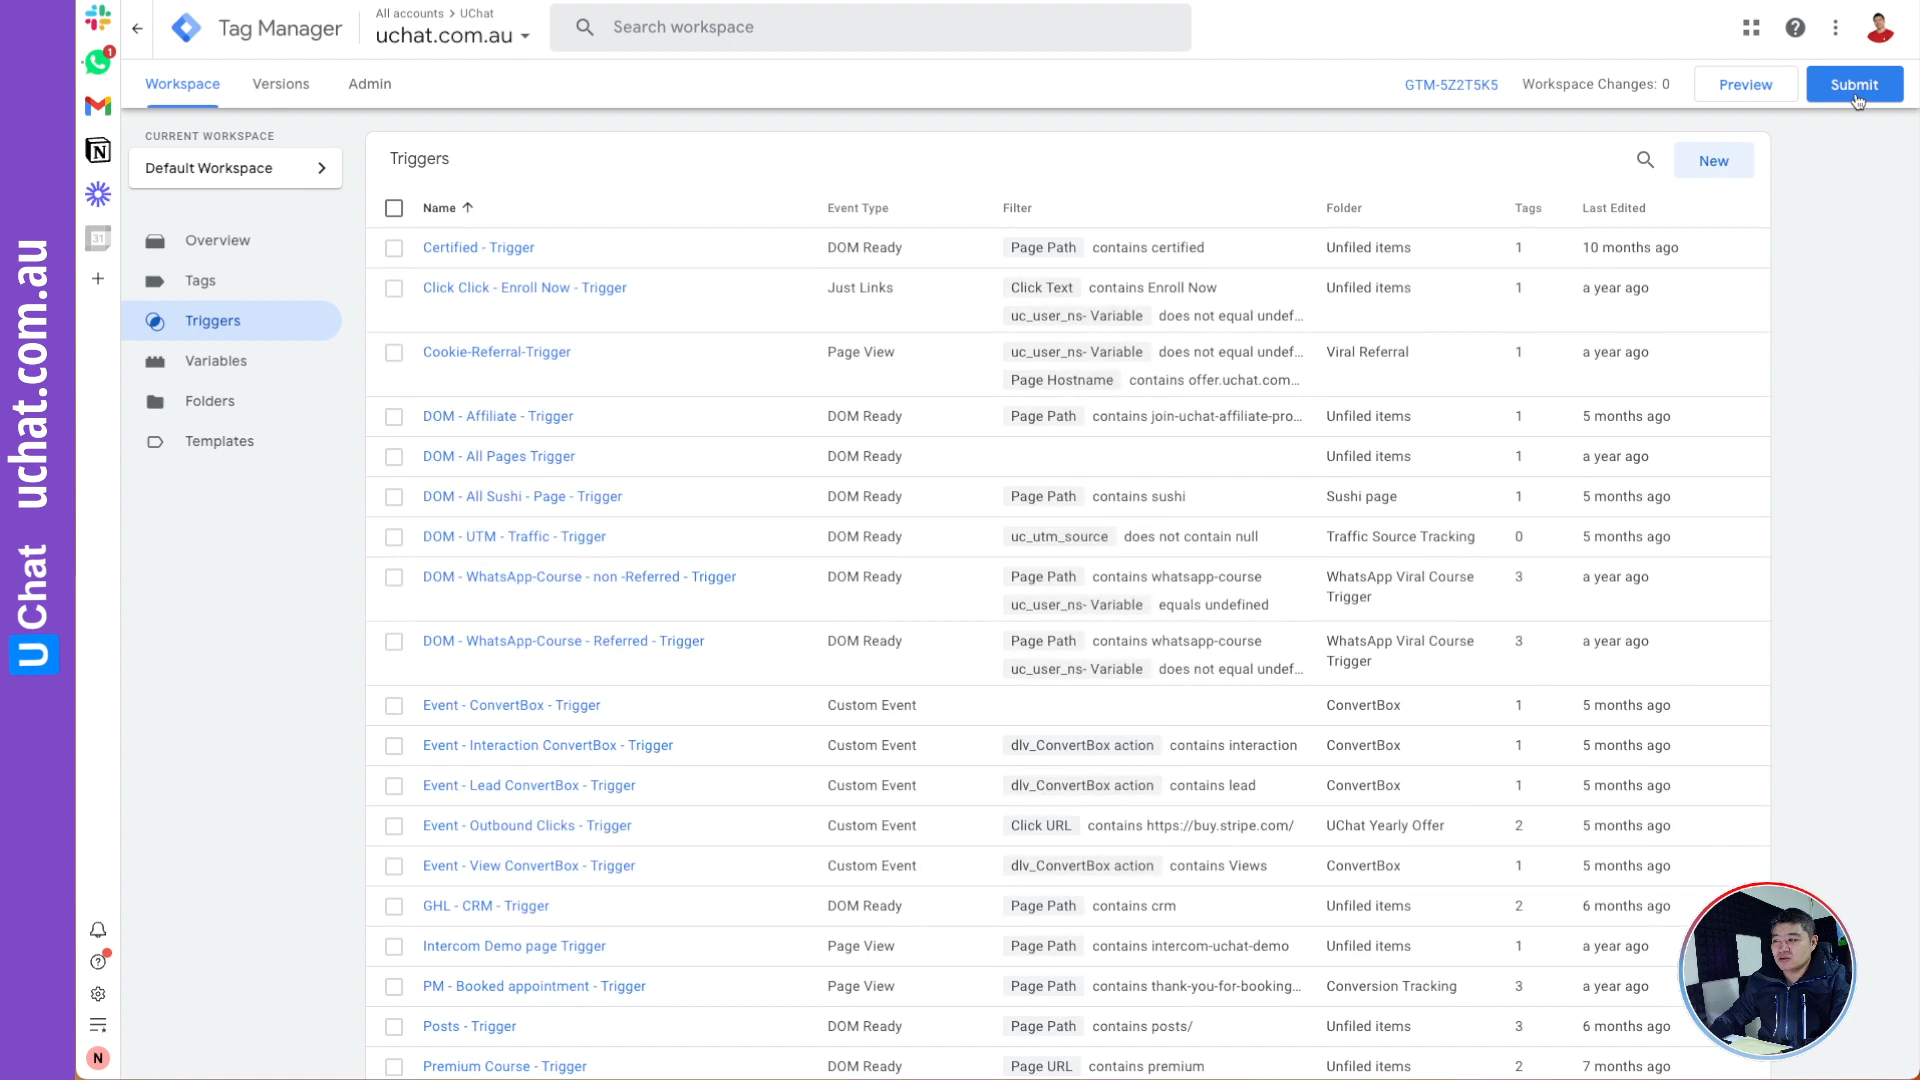 Tag Manager
All accounts > UChat
uchat.com.au
Search workspace
Workspace
Versions
Admin
GTM-5Z2T5K5
Workspace Changes: 0
Preview
Submit
CURRENT WORKSPACE
Default Workspace
Overview
Tags
Triggers
Variables
Folders
Templates
Triggers
New
Name Event Type Filter Folder Tags Last Edited
Certified - Trigger DOM Ready Page Path contains certified Unfiled items 1 10 months ago
Click Click - Enroll Now - Trigger Just Links Click Text contains Enroll Now Unfiled items 1 a year ago
uc_user_ns- Variable does not equal undef...
Cookie-Referral-Trigger Page View uc_user_ns- Variable does not equal undef... Viral Referral 1 a year ago
Page Hostname contains offer.uchat.com...
DOM - Affiliate - Trigger DOM Ready Page Path contains join-uchat-affiliate-pro... Unfiled items 1 5 months ago
DOM - All Pages Trigger DOM Ready Unfiled items 1 a year ago
DOM - All Sushi - Page - Trigger DOM Ready Page Path contains sushi Sushi page 1 5 months ago
DOM - UTM - Traffic - Trigger DOM Ready uc_utm_source does not contain null Traffic Source Tracking 0 5 months ago
DOM - WhatsApp-Course - non -Referred - Trigger DOM Ready Page Path contains whatsapp-course WhatsApp Viral Course 3 a year ago
uc_user_ns- Variable equals undefined Trigger
DOM - WhatsApp-Course - Referred - Trigger DOM Ready Page Path contains whatsapp-course WhatsApp Viral Course 3 a year ago
uc_user_ns- Variable does not equal undef... Trigger
Event - ConvertBox - Trigger Custom Event ConvertBox 1 5 months ago
Event - Interaction ConvertBox - Trigger Custom Event dlv_ConvertBox action contains interaction ConvertBox 1 5 months ago
Event - Lead ConvertBox - Trigger Custom Event dlv_ConvertBox action contains lead ConvertBox 1 5 months ago
Event - Outbound Clicks - Trigger Custom Event Click URL contains https://buy.stripe.com/ UChat Yearly Offer 2 5 months ago
Event - View ConvertBox - Trigger Custom Event dlv_ConvertBox action contains Views ConvertBox 1 5 months ago
GHL - CRM - Trigger DOM Ready Page Path contains crm Unfiled items 2 6 months ago
Intercom Demo page Trigger Page View Page Path contains intercom-uchat-demo Unfiled items 1 a year ago
PM - Booked appointment - Trigger Page View Page Path contains thank-you-for-booking... Conversion Tracking 3 a year ago
Posts - Trigger DOM Ready Page Path contains posts/ Unfiled items 3 6 months ago
Premium Course - Trigger DOM Ready Page URL contains premium Unfiled items 2 7 months ago
1
N
31
N
U UChat uchat.com.au